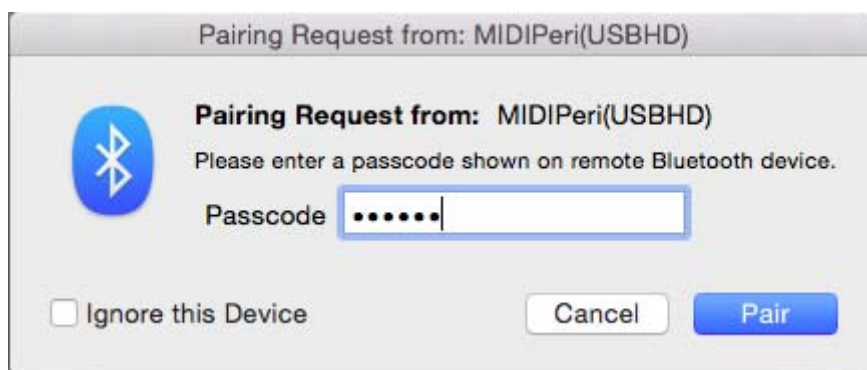 Pairing Request from: MIDIPeri(USBHD)
Pairing Request from: MIDIPeri(USBHD)
Please enter a passcode shown on remote Bluetooth device.
Passcode ••••••
Ignore this Device Cancel Pair